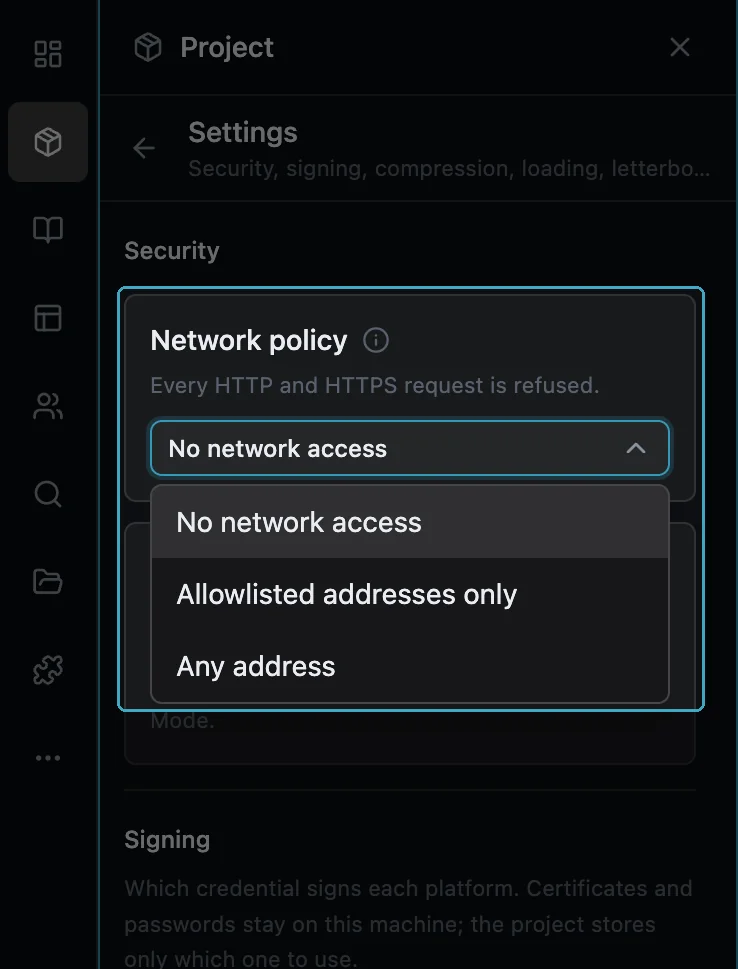 Project
Settings
Security, signing, compression, loading, letterbo...
Security
Network policy
Every HTTP and HTTPS request is refused.
No network access
No network access
Allowlisted addresses only
Any address
Mode.
Signing
Which credential signs each platform. Certificates and
passwords stay on this machine; the project stores
only which one to use.